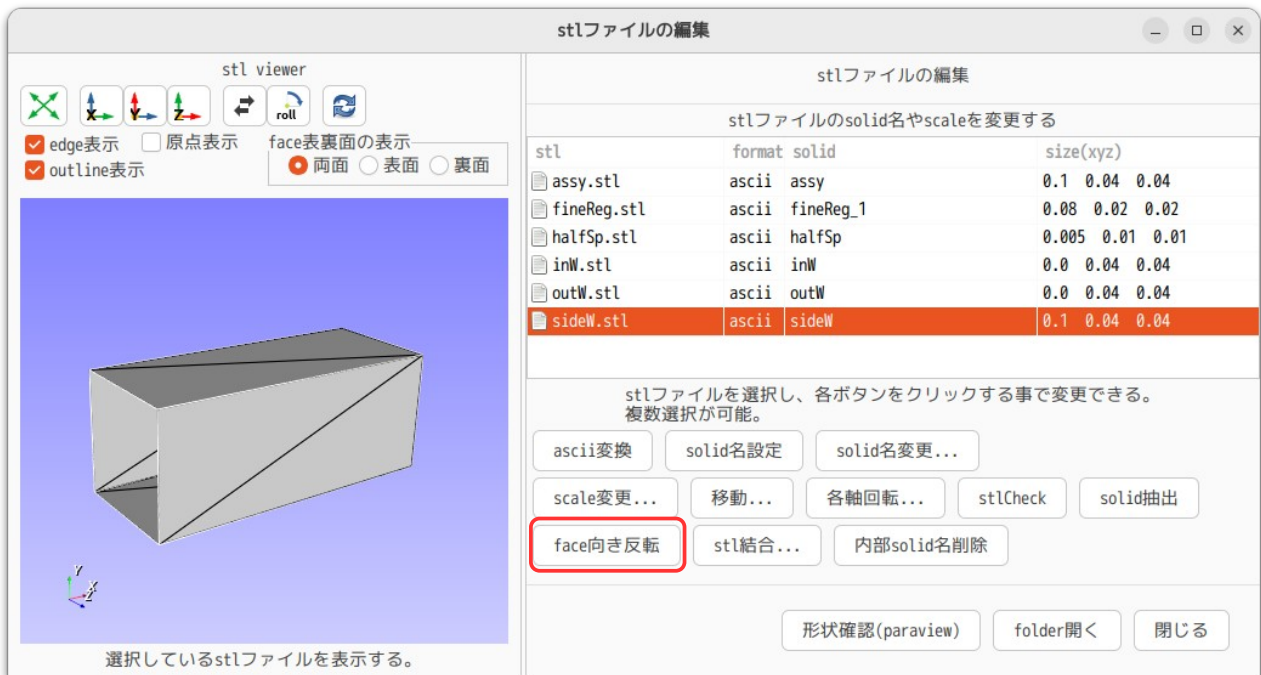 stlファイルの編集
stl viewer
X Y Z roll
edge表示 原点表示 face表裏面の表示
outline表示 両面 表面 裏面
Y
X
Z
選択しているstlファイルを表示する。
stlファイルの編集
stlファイルのsolid名やscaleを変更する
stl format solid size(xyz)
assy.stl ascii assy 0.1 0.04 0.04
fineReg.stl ascii fineReg_1 0.08 0.02 0.02
halfSp.stl ascii halfSp 0.005 0.01 0.01
inW.stl ascii inW 0.0 0.04 0.04
outW.stl ascii outW 0.0 0.04 0.04
sideW.stl ascii sideW 0.1 0.04 0.04
stlファイルを選択し、各ボタンをクリックする事で変更できる。
複数選択が可能。
ascii変換 solid名設定 solid名変更...
scale変更... 移動... 各軸回転... stlCheck solid抽出
face向き反転 stl結合... 内部solid名削除
形状確認(paraview) folder開く 閉じる